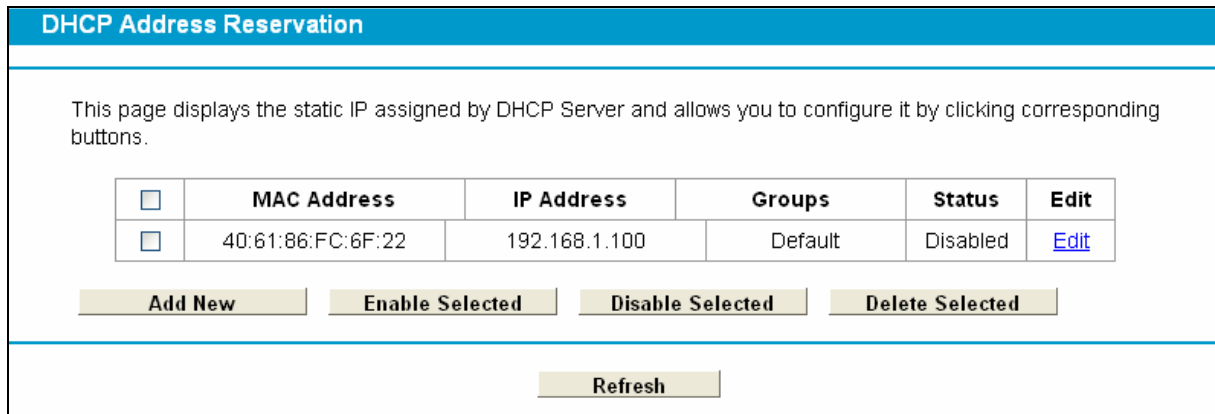 DHCP Address Reservation
This page displays the static IP assigned by DHCP Server and allows you to configure it by clicking corresponding
buttons.
MAC Address IP Address Groups Status Edit
40:61:86:FC:6F:22 192.168.1.100 Default Disabled Edit
Add New Enable Selected Disable Selected Delete Selected
Refresh